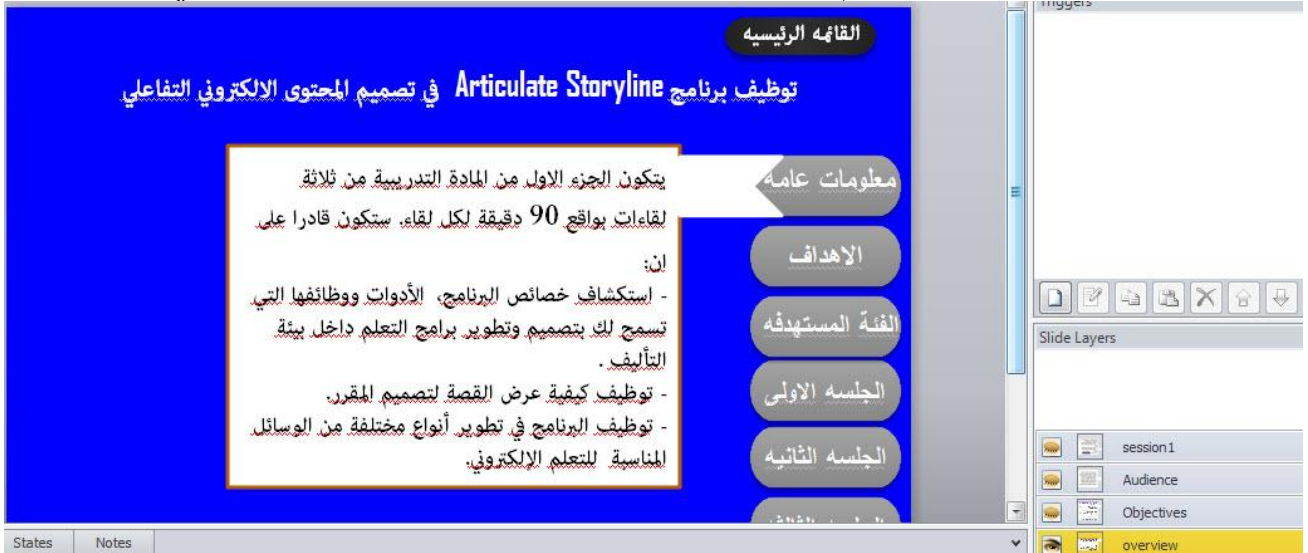 Triggers
القائمه الرئيسيه
توظيف برنامج Articulate Storyline في تصميم المحتوى الالكتروني التفاعلي
معلومات عامه
يتكون الجزء الاول من المادة التدريبية من ثلاثة
لقاءات بواقع 90 دقيقة لكل لقاء. ستكون قادرا على
ان:
- استكشاف خصائص البرنامج، الأدوات ووظائفها التي
تسمح لك بتصميم وتطوير برامج التعلم داخل بيئة
التأليف .
- توظيف كيفية عرض القصة لتصميم المقرر.
- توظيف البرنامج في تطوير أنواع مختلفة من الوسائل
المناسبة للتعلم الإلكتروني.
الاهداف
الفئة المستهدفه
الجلسه الاولى
الجلسه الثانيه
Slide Layers
session1
Audience
Objectives
overview
States
Notes